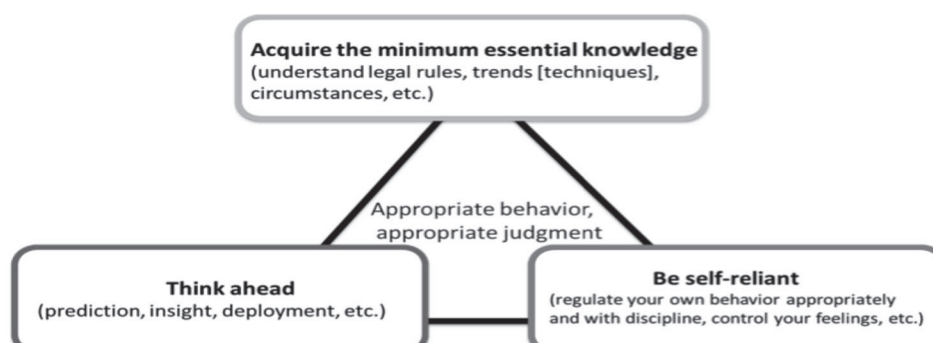 Acquire the minimum essential knowledge
(understand legal rules, trends [techniques],
circumstances, etc.)
Appropriate behavior,
appropriate judgment
Think ahead
(prediction, insight, deployment, etc.)
Be self-reliant
(regulate your own behavior appropriately
and with discipline, control your feelings, etc.)